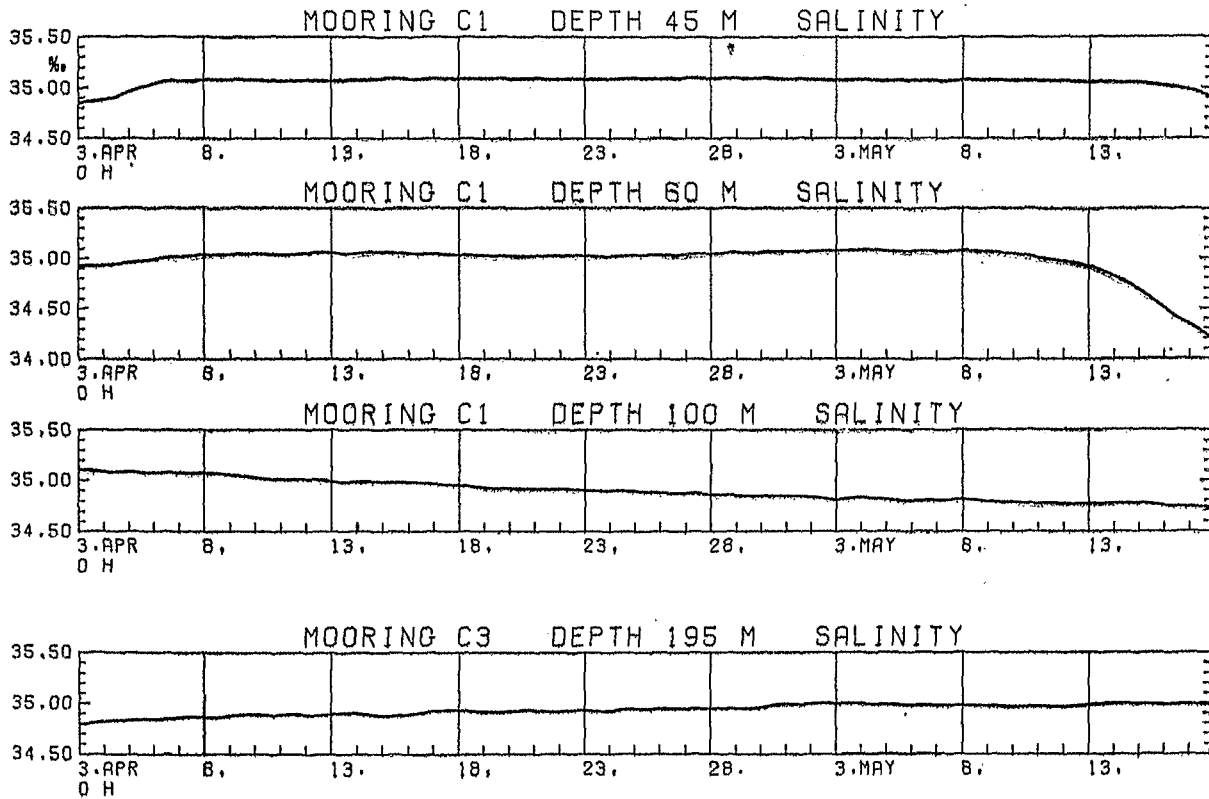 MOORING C1 DEPTH 45 M SALINITY
35.50
‰
35.00
34.50
3.APR 8. 13. 18. 23. 28. 3.MAY 8. 13.
0 H
MOORING C1 DEPTH 60 M SALINITY
35.50
35.00
34.50
34.00
3.APR 8. 13. 18. 23. 28. 3.MAY 8. 13.
0 H
MOORING C1 DEPTH 100 M SALINITY
35.50
35.00
34.50
3.APR 8. 13. 18. 23. 28. 3.MAY 8. 13.
0 H
MOORING C3 DEPTH 195 M SALINITY
35.50
35.00
34.50
3.APR 8. 13. 18. 23. 28. 3.MAY 8. 13.
0 H